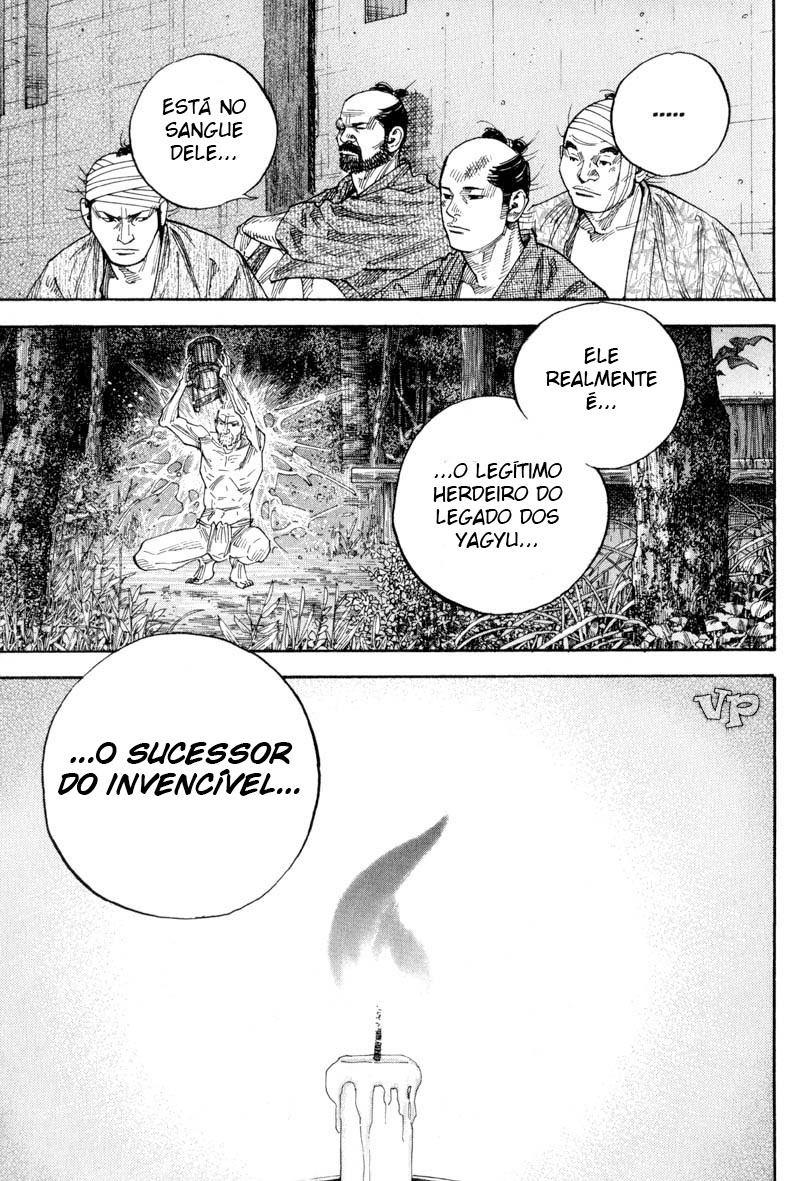 .....
ESTÁ NO
SANGUE
DELE...
ELE
REALMENTE
É...
...O LEGÍTIMO
HERDEIRO DO
LEGADO DOS
YAGYU...
...O SUCESSOR
DO INVENCÍVEL...
VP